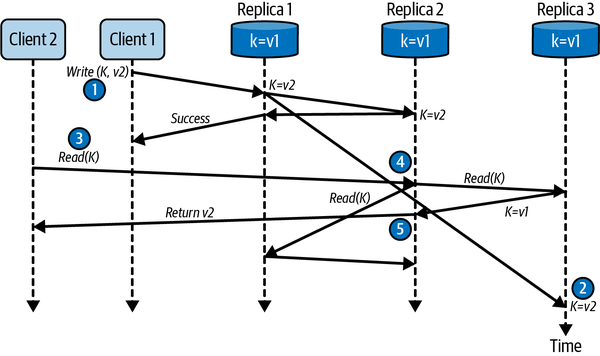 Client 2
Client 1
Replica 1
k=v1
Replica 2
k=v1
Replica 3
k=v1
Write (K, v2)
1
K=v2
K=v2
Success
3
Read(K)
4
Read(K)
Read(K)
K=v1
Return v2
5
2
K=v2
Time